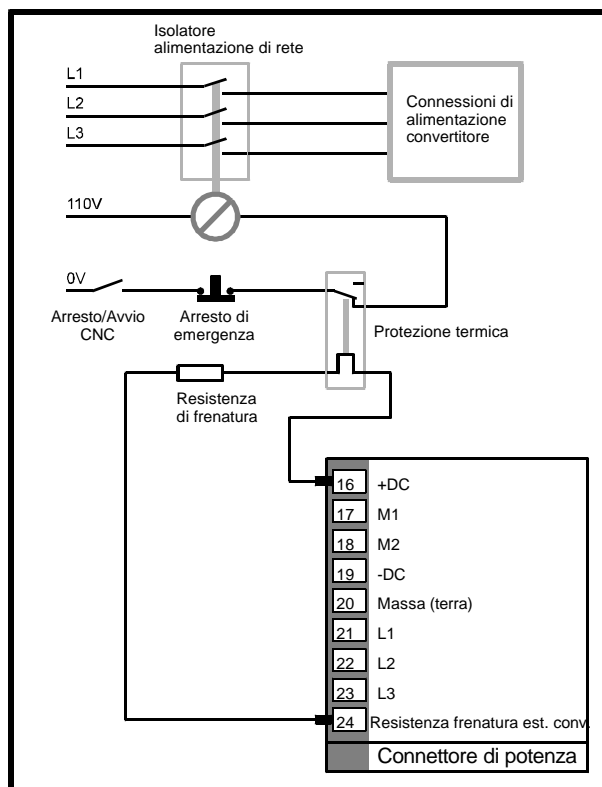 Isolatore
alimentazione di rete
L1
L2
L3
Connessioni di
alimentazione
convertitore
110V
0V
Arresto/Avvio
CNC
Arresto di
emergenza
Protezione termica
Resistenza
di frenatura
16 +DC
17 M1
18 M2
19 -DC
20 Massa (terra)
21 L1
22 L2
23 L3
24 Resistenza frenatura est. conv.
Connettore di potenza